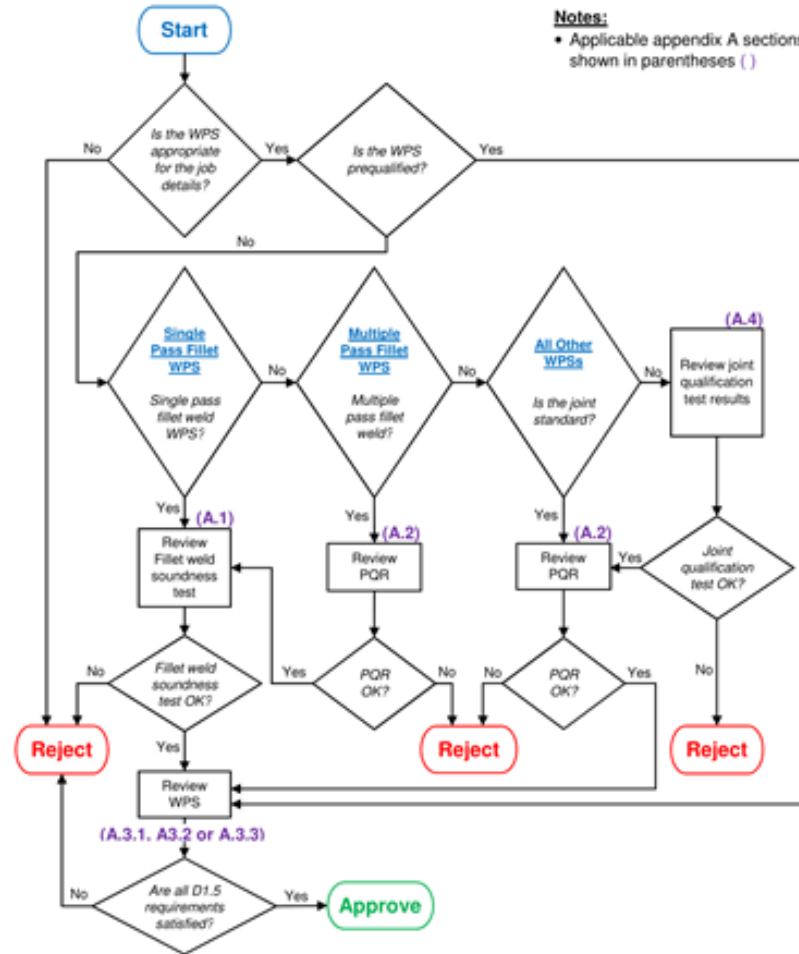 Notes:
• Applicable appendix A sections
shown in parentheses ( )
Start
Is the WPS
appropriate
for the job
details?
No
Yes
Is the WPS
prequalified?
Yes
No
Single
Pass Fillet
WPS
Single pass
fillet weld
WPS?
No
Multiple
Pass Fillet
WPS
Multiple
pass fillet
weld?
No
All Other
WPSs
Is the joint
standard?
No
(A.4)
Review joint
qualification
test results
Yes
(A.1)
Review
Fillet weld
soundness
test
Yes
(A.2)
Review
PQR
Yes
(A.2)
Review
PQR
Yes
Joint
qualification
test OK?
No
No
Fillet weld
soundness
test OK?
Yes
Yes
PQR
OK?
No
No
PQR
OK?
Yes
Reject
Reject
Reject
Review
WPS
(A.3.1, A3.2 or A.3.3)
No
Are all D1.5
requirements
satisfied?
Yes
Approve